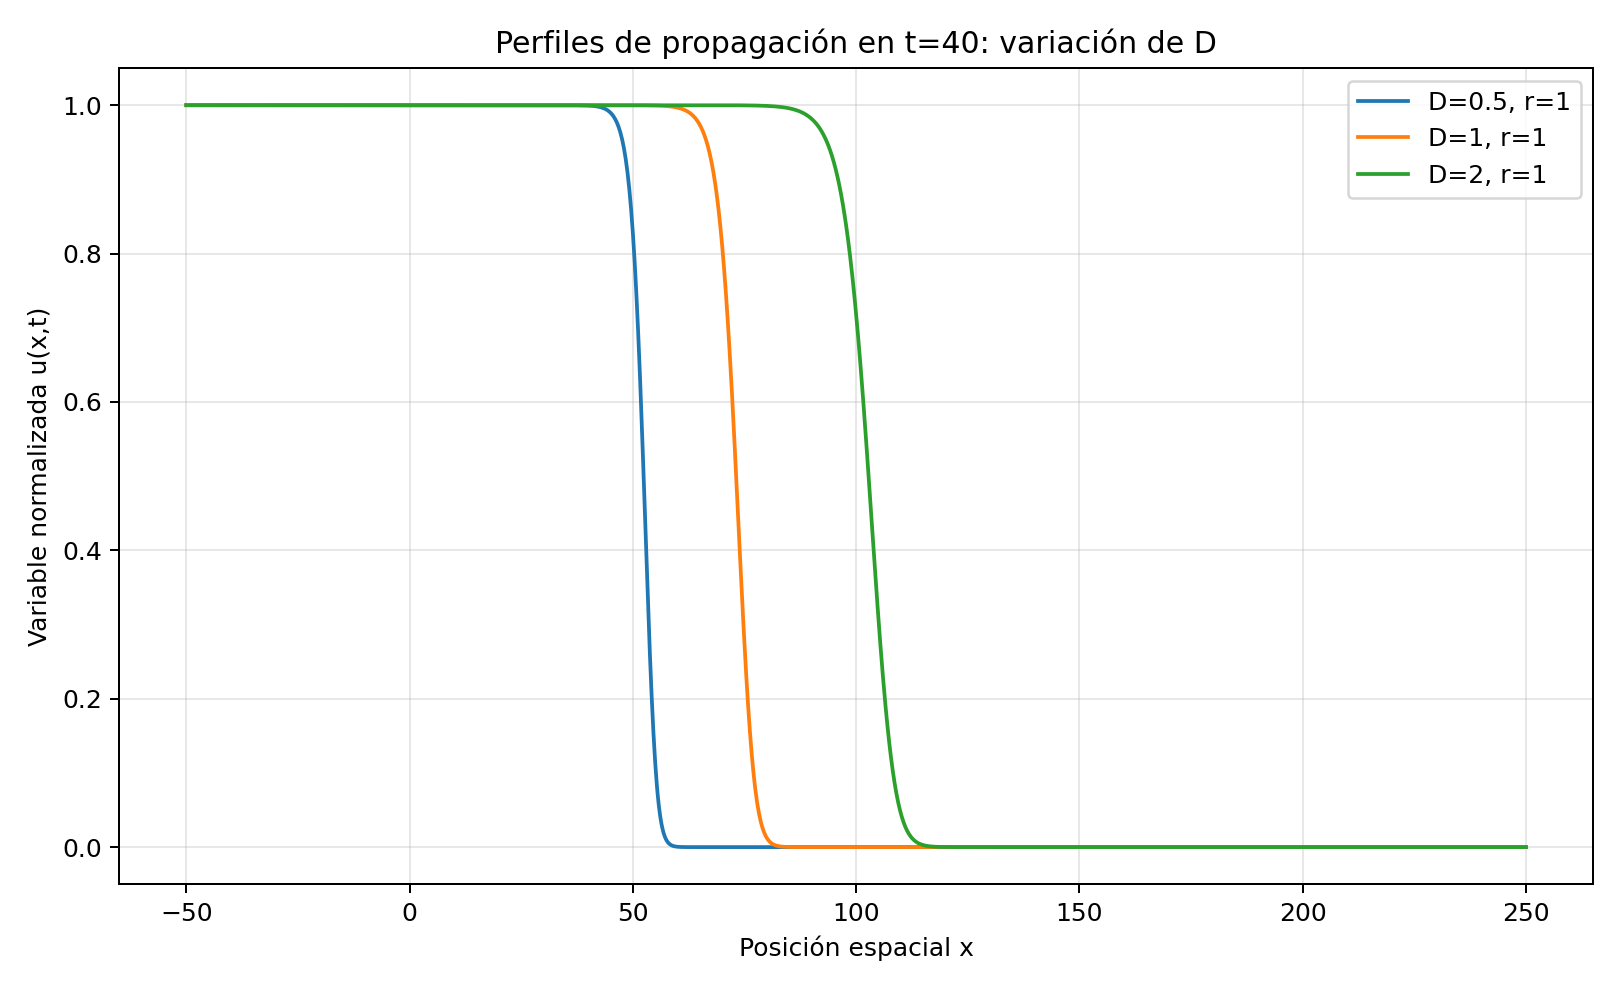 Perfiles de propagación en t=40: variación de D
D=0.5, r=1
D=1, r=1
D=2, r=1
Variable normalizada u(x,t)
1.0
0.8
0.6
0.4
0.2
0.0
−50 0 50 100 150 200 250
Posición espacial x